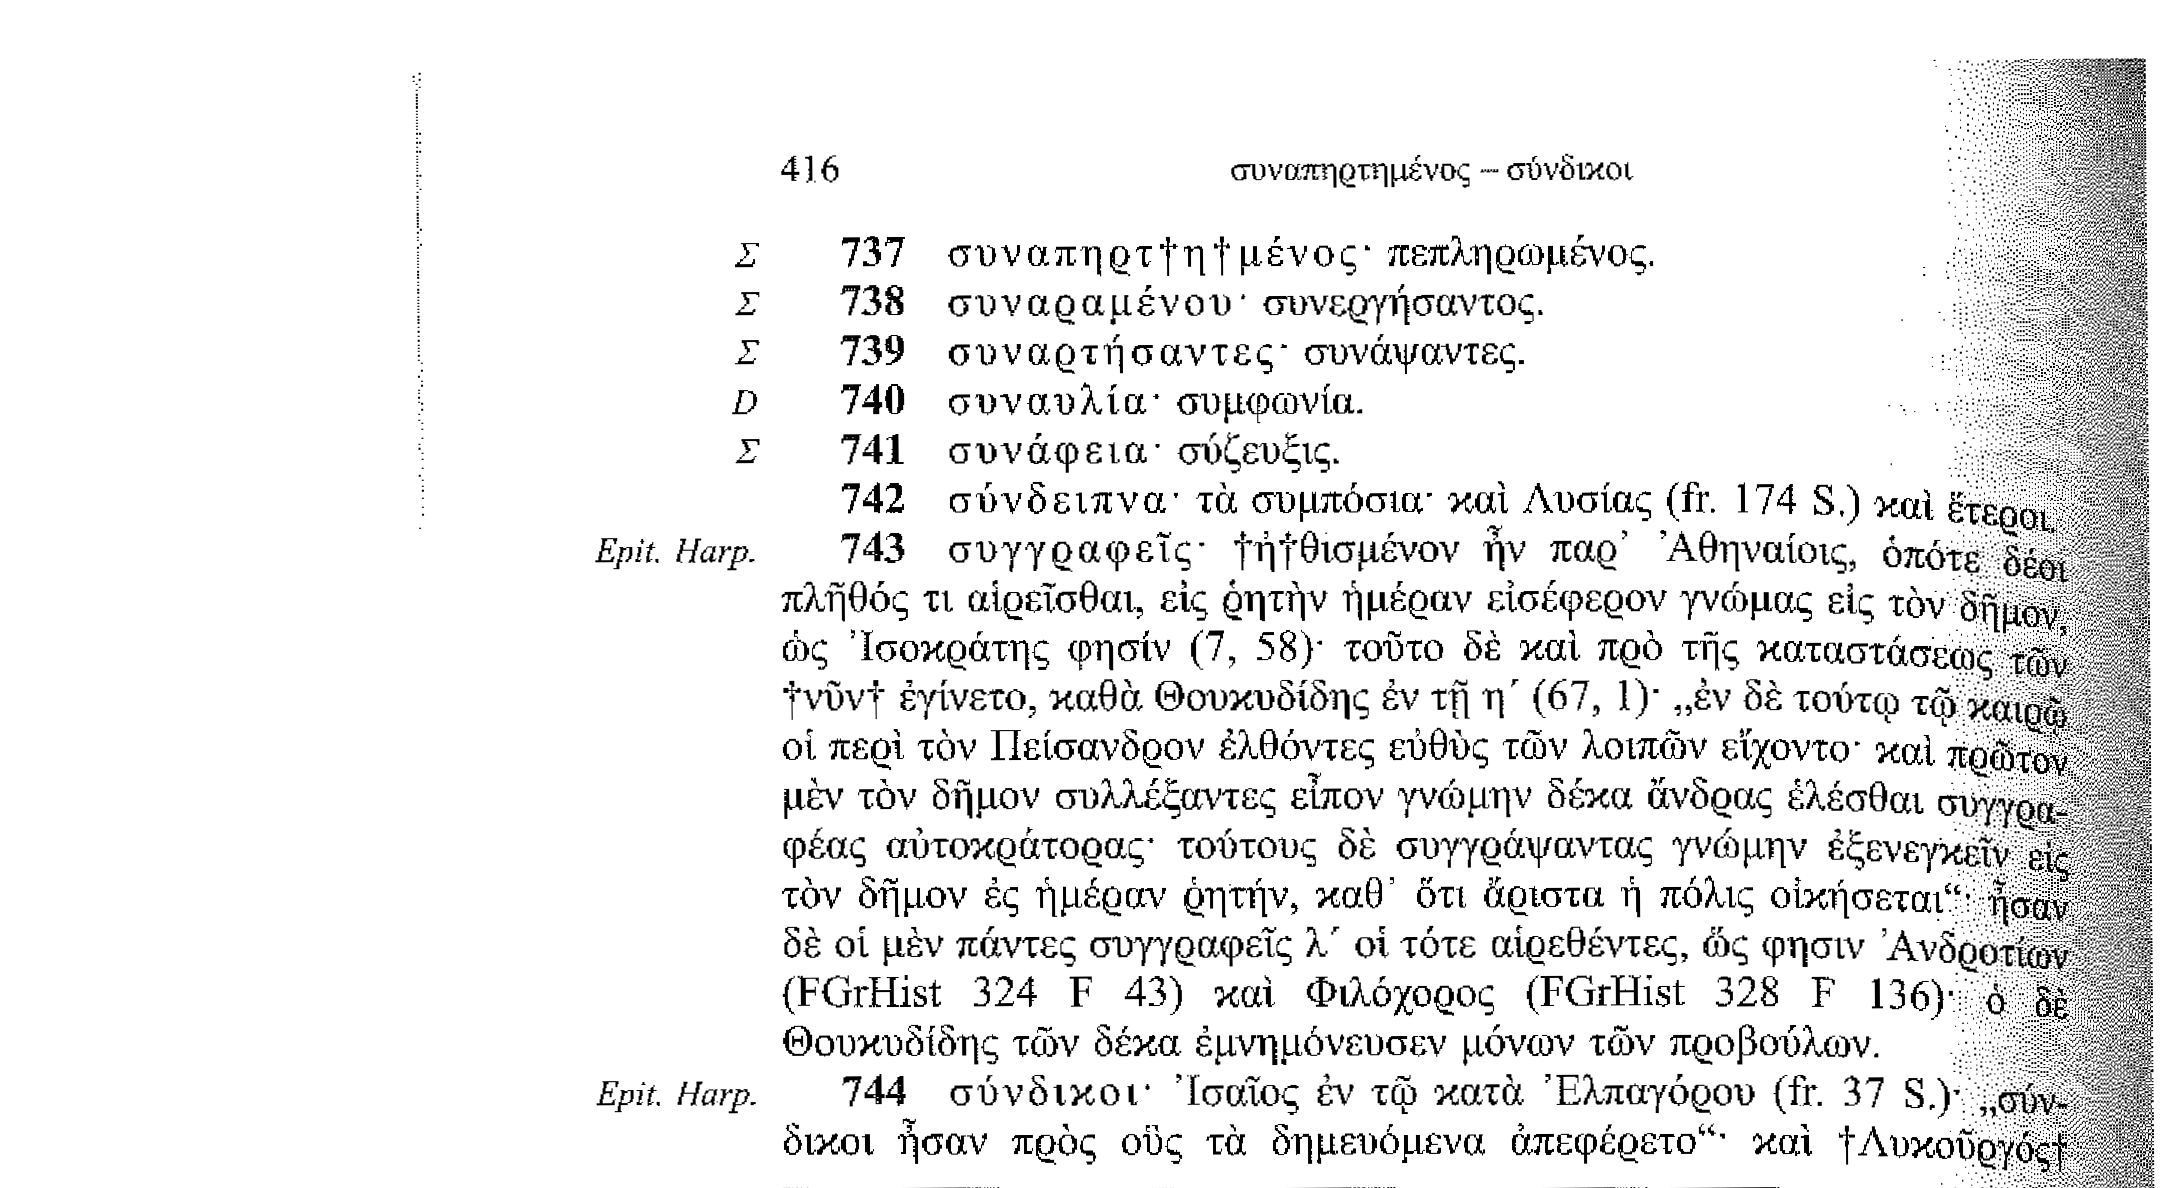 416 συναπηρτημένος – σύνδικοι
Σ 737 συναπηρτ†η†μένος· πεπληρωμένος.
Σ 738 συναραμένου· συνεργήσαντος.
Σ 739 συναρτήσαντες· συνάψαντες.
D 740 συναυλία· συμφωνία.
Σ 741 συνάφεια· σύζευξις.
742 σύνδειπνα· τὰ συμπόσια· καὶ Λυσίας (fr. 174 S.) καὶ ἕτεροι.
Epit. Harp. 743 συγγραφεῖς· †ἠ†θισμένον ἦν παρ’ Ἀθηναίοις, ὁπότε δέοι
πλῆθός τι αἱρεῖσθαι, εἰς ῥητὴν ἡμέραν εἰσέφερον γνώμας εἰς τὸν δῆμον,
ὡς Ἰσοκράτης φησίν (7, 58)· τοῦτο δὲ καὶ πρὸ τῆς καταστάσεως τῶν
†νῦν† ἐγίνετο, καθὰ Θουκυδίδης ἐν τῇ η΄ (67, 1)· „ἐν δὲ τούτῳ τῷ καιρῷ
οἱ περὶ τὸν Πείσανδρον ἐλθόντες εὐθὺς τῶν λοιπῶν εἴχοντο· καὶ πρῶτον
μὲν τὸν δῆμον συλλέξαντες εἶπον γνώμην δέκα ἄνδρας ἑλέσθαι συγγρα-
φέας αὐτοκράτορας· τούτους δὲ συγγράψαντας γνώμην ἐξενεγκεῖν εἰς
τὸν δῆμον ἐς ἡμέραν ῥητήν, καθ’ ὅτι ἄριστα ἡ πόλις οἰκήσεται“· ἦσαν
δὲ οἱ μὲν πάντες συγγραφεῖς λ΄ οἱ τότε αἱρεθέντες, ὥς φησιν Ἀνδροτίων
(FGrHist 324 F 43) καὶ Φιλόχορος (FGrHist 328 F 136)· ὁ δὲ
Θουκυδίδης τῶν δέκα ἐμνημόνευσεν μόνων τῶν προβούλων.
Epit. Harp. 744 σύνδικοι· Ἰσαῖος ἐν τῷ κατὰ Ἐλπαγόρου (fr. 37 S.)· „σύν-
δικοι ἦσαν πρὸς οὓς τὰ δημευόμενα ἀπεφέρετο“· καὶ †Λυκοῦργός†